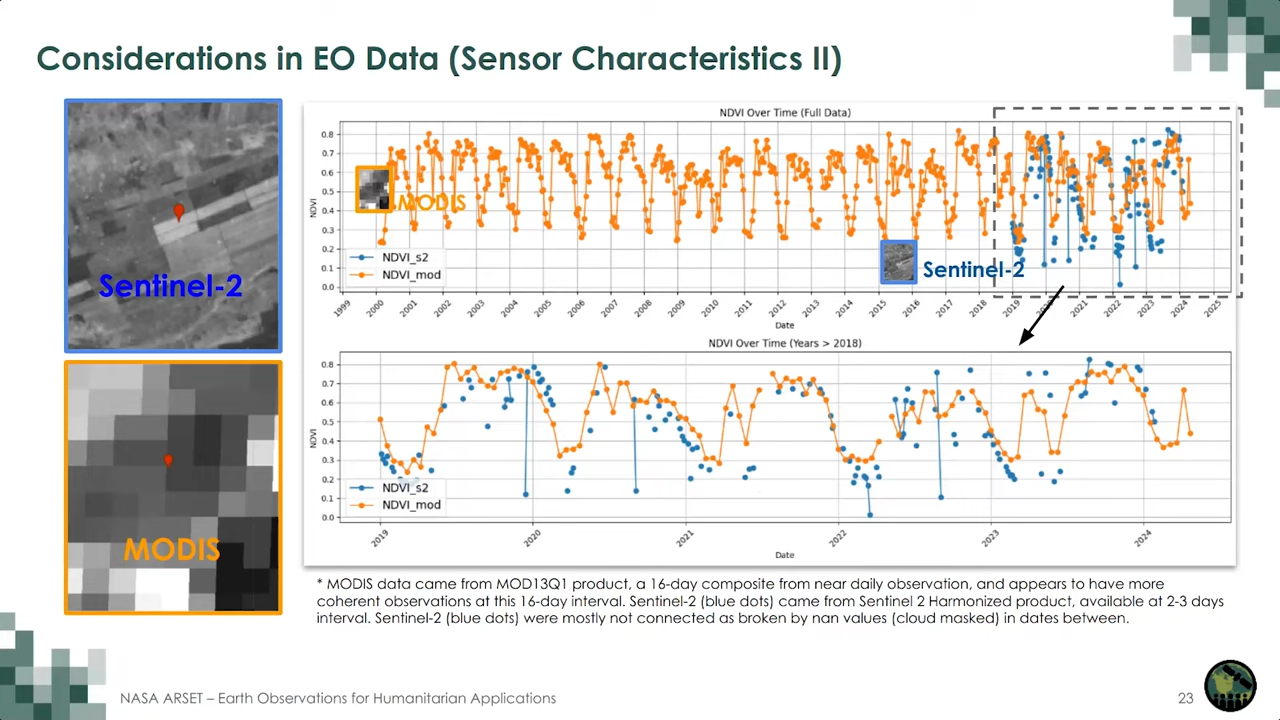 Considerations in EO Data (Sensor Characteristics II)
Sentinel-2
MODIS
NDVI Over Time (Full Data)
NDVI
0.8
0.7
0.6
0.5
0.4
0.3
0.2
0.1
0.0
MODIS
Sentinel-2
NDVI_s2
NDVI_mod
1999 2000 2001 2002 2003 2004 2005 2006 2007 2008 2009 2010 2011 2012 2013 2014 2015 2016 2017 2018 2019 2020 2021 2022 2023 2024 2025
Date
NDVI Over Time (Years > 2018)
NDVI
0.8
0.7
0.6
0.5
0.4
0.3
0.2
0.1
0.0
NDVI_s2
NDVI_mod
2019 2020 2021 2022 2023 2024
Date
* MODIS data came from MOD13Q1 product, a 16-day composite from near daily observation, and appears to have more
coherent observations at this 16-day interval. Sentinel-2 (blue dots) came from Sentinel 2 Harmonized product, available at 2-3 days
interval. Sentinel-2 (blue dots) were mostly not connected as broken by nan values (cloud masked) in dates between.
NASA ARSET – Earth Observations for Humanitarian Applications
23